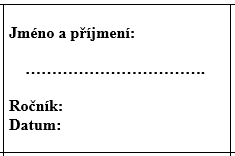 Jméno a příjmení:
…………………………….
Ročník:
Datum: